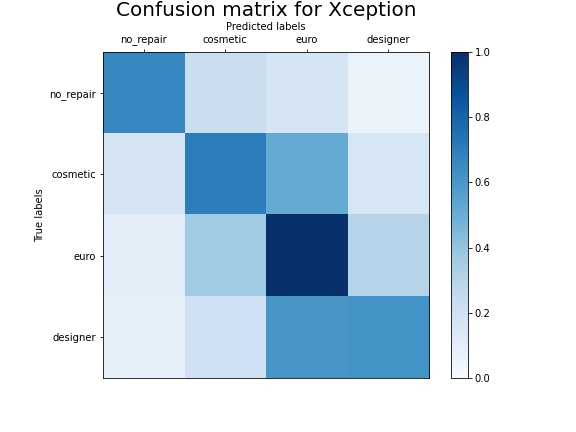 Confusion matrix for Xception
Predicted labels
no_repair cosmetic euro designer
True labels
no_repair
cosmetic
euro
designer
1.0
0.8
0.6
0.4
0.2
0.0